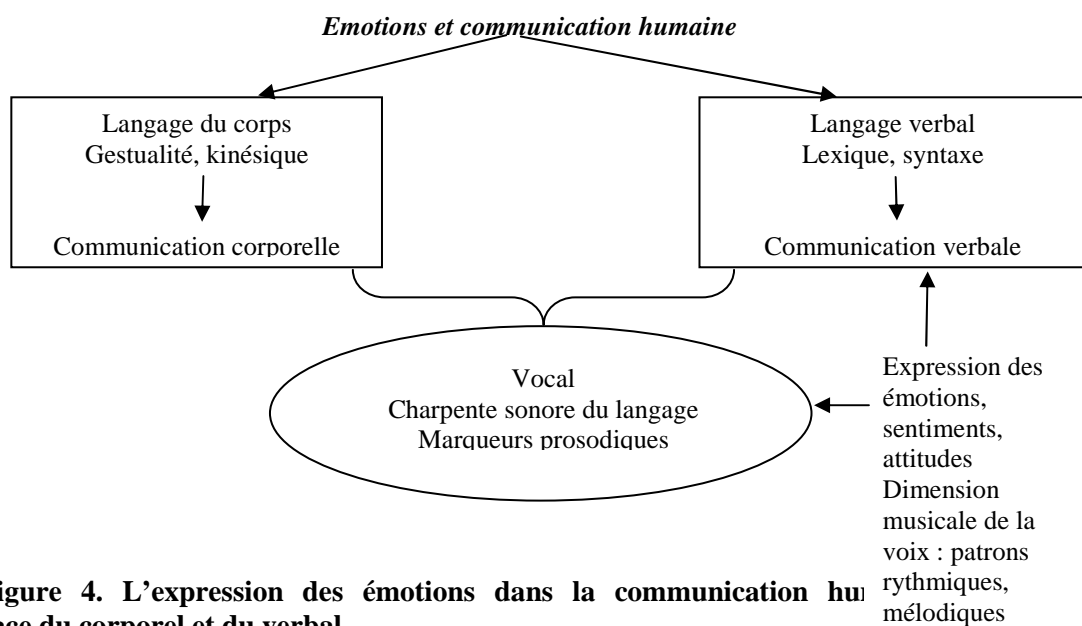 Emotions et communication humaine
Langage du corps
Gestualité, kinésique
Communication corporelle
Langage verbal
Lexique, syntaxe
Communication verbale
Vocal
Charpente sonore du langage
Marqueurs prosodiques
Expression des
émotions,
sentiments,
attitudes
Dimension
musicale de la
voix : patrons
rythmiques,
mélodiques
igure 4. L’expression des émotions dans la communication
du corporel et du verbal